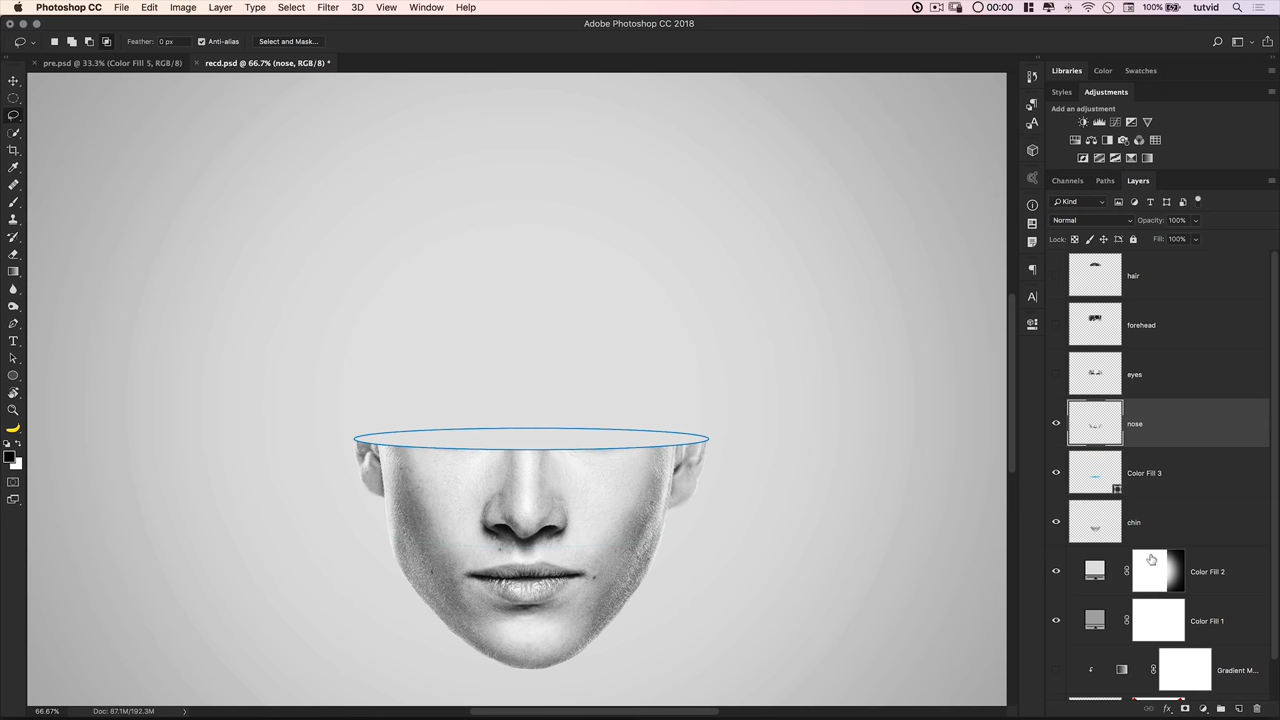 Photoshop CC File Edit Image Layer Type Select Filter 3D View Window Help 00:00 100% tutvid
Adobe Photoshop CC 2018
Feather: 0 px Anti-alias Select and Mask...
pre.psd @ 33.3% (Color Fill 5, RGB/8) recd.psd @ 66.7% (nose, RGB/8) *
Libraries Color Swatches
Styles Adjustments
Add an adjustment
Channels Paths Layers
Kind
Normal Opacity: 100%
Lock: Fill: 100%
hair
forehead
eyes
nose
Color Fill 3
chin
Color Fill 2
Color Fill 1
Gradient M...
66.67% Doc: 87.1M/192.3M